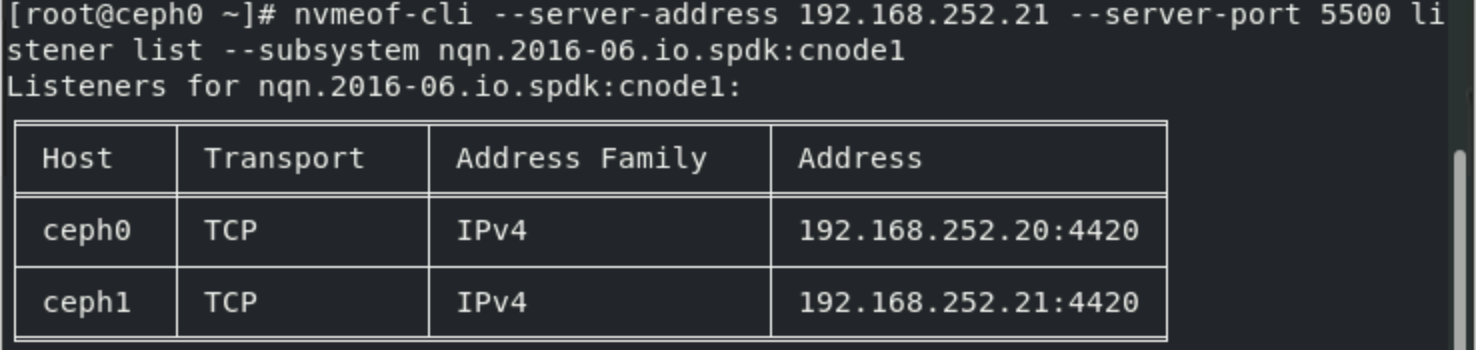 [root@ceph0 ~]# nvmeof-cli --server-address 192.168.252.21 --server-port 5500 li
stener list --subsystem nqn.2016-06.io.spdk:cnode1
Listeners for nqn.2016-06.io.spdk:cnode1:
Host Transport Address Family Address
ceph0 TCP IPv4 192.168.252.20:4420
ceph1 TCP IPv4 192.168.252.21:4420